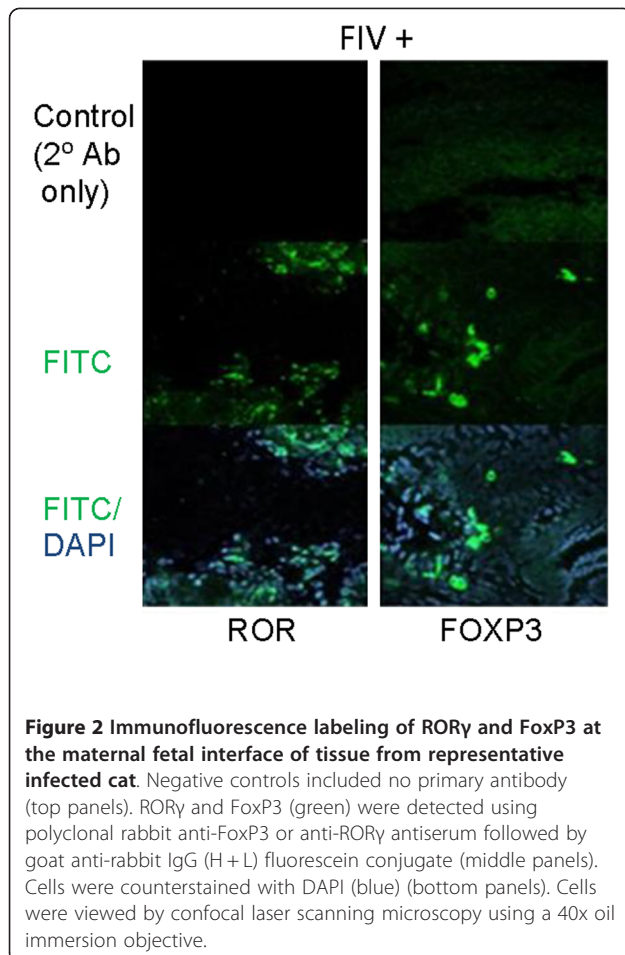 FIV +
Control
(2º Ab
only)
FITC
FITC/
DAPI
ROR
FOXP3
Figure 2 Immunofluorescence labeling of RORγ and FoxP3 at
the maternal fetal interface of tissue from representative
infected cat. Negative controls included no primary antibody
(top panels). RORγ and FoxP3 (green) were detected using
polyclonal rabbit anti-FoxP3 or anti-RORγ antiserum followed by
goat anti-rabbit IgG (H + L) fluorescein conjugate (middle panels).
Cells were counterstained with DAPI (blue) (bottom panels). Cells
were viewed by confocal laser scanning microscopy using a 40x oil
immersion objective.